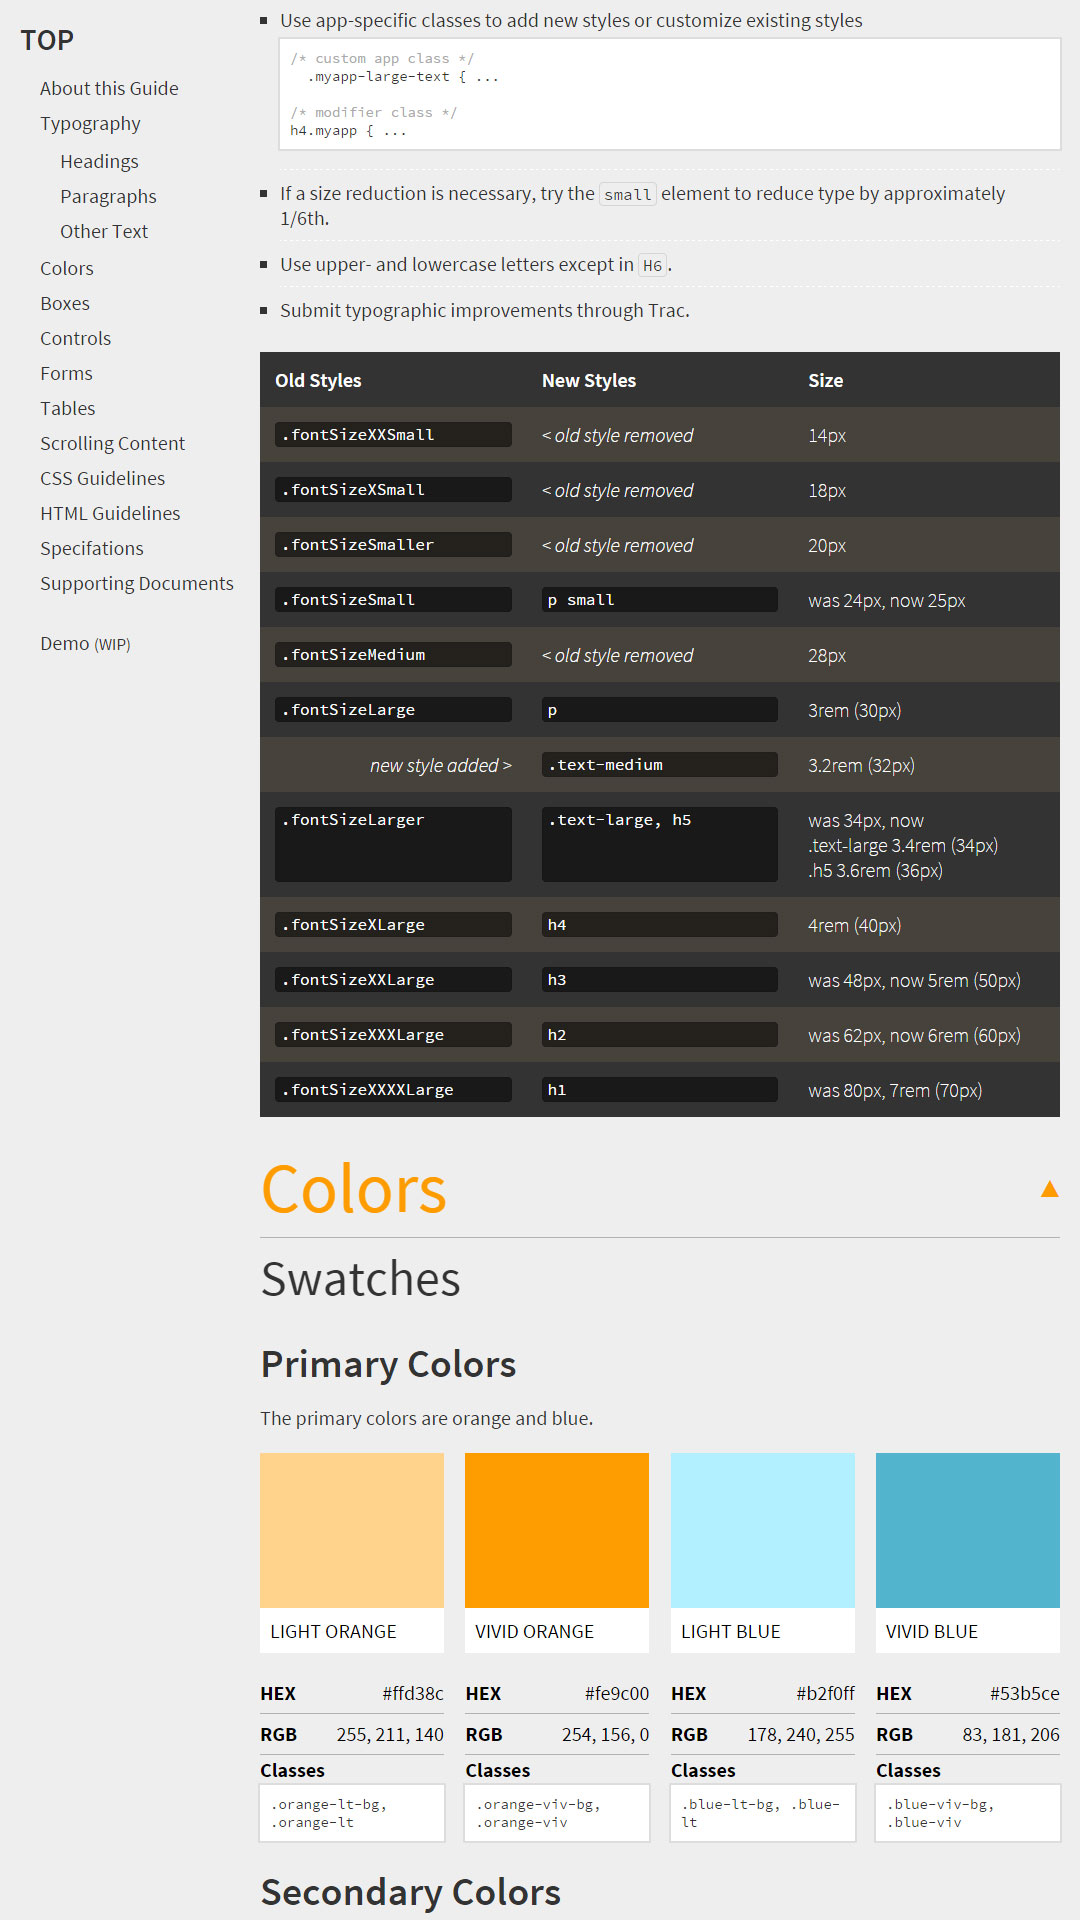 TOP
About this Guide
Typography
Headings
Paragraphs
Other Text
Colors
Boxes
Controls
Forms
Tables
Scrolling Content
CSS Guidelines
HTML Guidelines
Specifations
Supporting Documents
Demo (WIP)
Use app-specific classes to add new styles or customize existing styles
/* custom app class */
.myapp-large-text { ...
/* modifier class */
h4.myapp { ...
If a size reduction is necessary, try the small element to reduce type by approximately
1/6th.
Use upper- and lowercase letters except in H6.
Submit typographic improvements through Trac.
Old Styles New Styles Size
.fontSizeXXSmall < old style removed 14px
.fontSizeXSmall < old style removed 18px
.fontSizeSmaller < old style removed 20px
.fontSizeSmall p small was 24px, now 25px
.fontSizeMedium < old style removed 28px
.fontSizeLarge p 3rem (30px)
new style added > .text-medium 3.2rem (32px)
.fontSizeLarger .text-large, h5 was 34px, now
.text-large 3.4rem (34px)
.h5 3.6rem (36px)
.fontSizeXLarge h4 4rem (40px)
.fontSizeXXLarge h3 was 48px, now 5rem (50px)
.fontSizeXXXLarge h2 was 62px, now 6rem (60px)
.fontSizeXXXXLarge h1 was 80px, 7rem (70px)
Colors ▲
Swatches
Primary Colors
The primary colors are orange and blue.
LIGHT ORANGE VIVID ORANGE LIGHT BLUE VIVID BLUE
HEX #ffd38c HEX #fe9c00 HEX #b2f0ff HEX #53b5ce
RGB 255, 211, 140 RGB 254, 156, 0 RGB 178, 240, 255 RGB 83, 181, 206
Classes Classes Classes Classes
.orange-lt-bg, .orange-viv-bg, .blue-lt-bg, .blue- .blue-viv-bg,
.orange-lt .orange-viv lt .blue-viv
Secondary Colors